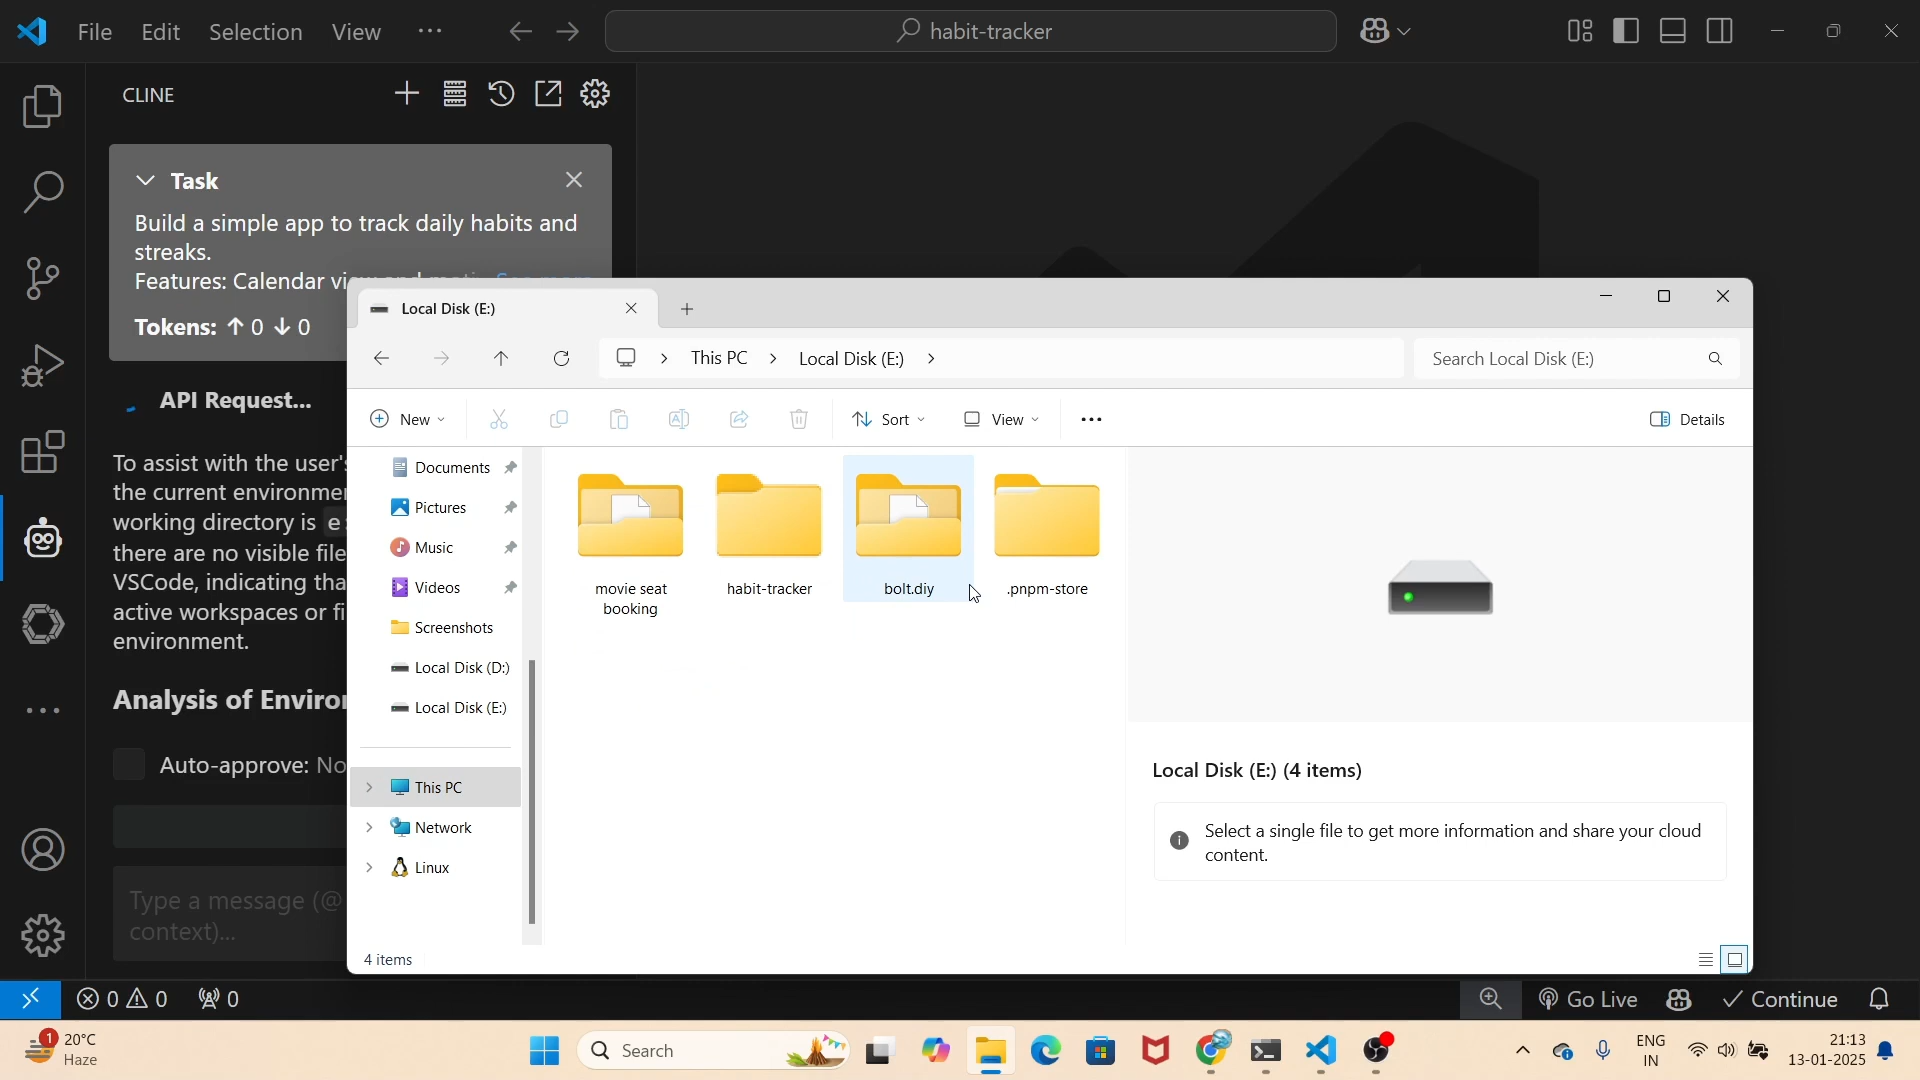 File Edit Selection View ···
habit-tracker
CLINE
Task
Build a simple app to track daily habits and
streaks.
Features: Calendar
Tokens: ↑ 0 ↓ 0
API Request...
To assist with the user's
the current
working directory is
there are no visible
VSCode, indicating
active workspaces or
environment.
Analysis of
Auto-approve:
Type a message (@
context)...
Local Disk (E:)
This PC > Local Disk (E:) >
Search Local Disk (E:)
New
Sort
View
Details
Documents
Pictures
Music
Videos
Screenshots
Local Disk (D:)
Local Disk (E:)
This PC
Network
Linux
movie seat
booking
habit-tracker
bolt.diy
.pnpm-store
Local Disk (E:) (4 items)
Select a single file to get more information and share your cloud
content.
4 items
0 0 0
Go Live
Continue
1
20°C
Haze
Search
ENG
IN
21:13
13-01-2025